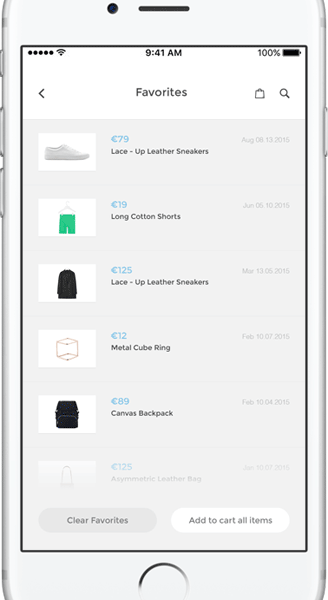 9:41 AM
100%
Favorites
€79
Aug 08 13 2015
Lace - Up Leather Sneakers
€19
Jun 05 10 2015
Long Cotton Shorts
€125
Mar 13 05 2015
Lace - Up Leather Sneakers
€12
Feb 10 07 2015
Metal Cube Ring
€89
Feb 10 04 2015
Canvas Backpack
€125
Jan 10 07 2015
Asymmetric Leather Bag
Clear Favorites
Add to cart all items